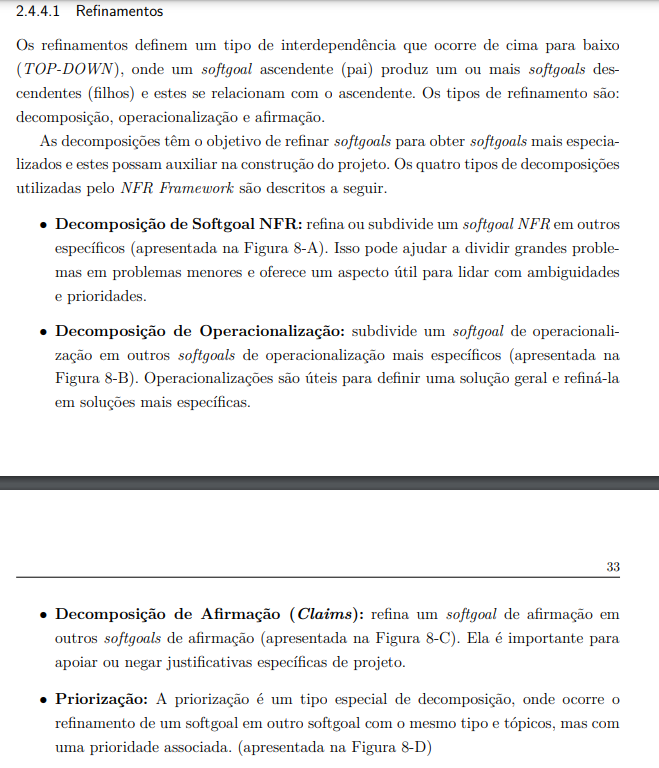 2.4.4.1 Refinamentos
Os refinamentos definem um tipo de interdependência que ocorre de cima para baixo
(TOP-DOWN), onde um softgoal ascendente (pai) produz um ou mais softgoals des-
cendentes (filhos) e estes se relacionam com o ascendente. Os tipos de refinamento são:
decomposição, operacionalização e afirmação.
As decomposições têm o objetivo de refinar softgoals para obter softgoals mais especia-
lizados e estes possam auxiliar na construção do projeto. Os quatro tipos de decomposições
utilizadas pelo NFR Framework são descritos a seguir.
• Decomposição de Softgoal NFR: refina ou subdivide um softgoal NFR em outros
específicos (apresentada na Figura 8-A). Isso pode ajudar a dividir grandes proble-
mas em problemas menores e oferece um aspecto útil para lidar com ambiguidades
e prioridades.
• Decomposição de Operacionalização: subdivide um softgoal de operacionali-
zação em outros softgoals de operacionalização mais específicos (apresentada na
Figura 8-B). Operacionalizações são úteis para definir uma solução geral e refiná-la
em soluções mais específicas.
33
• Decomposição de Afirmação (Claims): refina um softgoal de afirmação em
outros softgoals de afirmação (apresentada na Figura 8-C). Ela é importante para
apoiar ou negar justificativas específicas de projeto.
• Priorização: A priorização é um tipo especial de decomposição, onde ocorre o
refinamento de um softgoal em outro softgoal com o mesmo tipo e tópicos, mas com
uma prioridade associada. (apresentada na Figura 8-D)